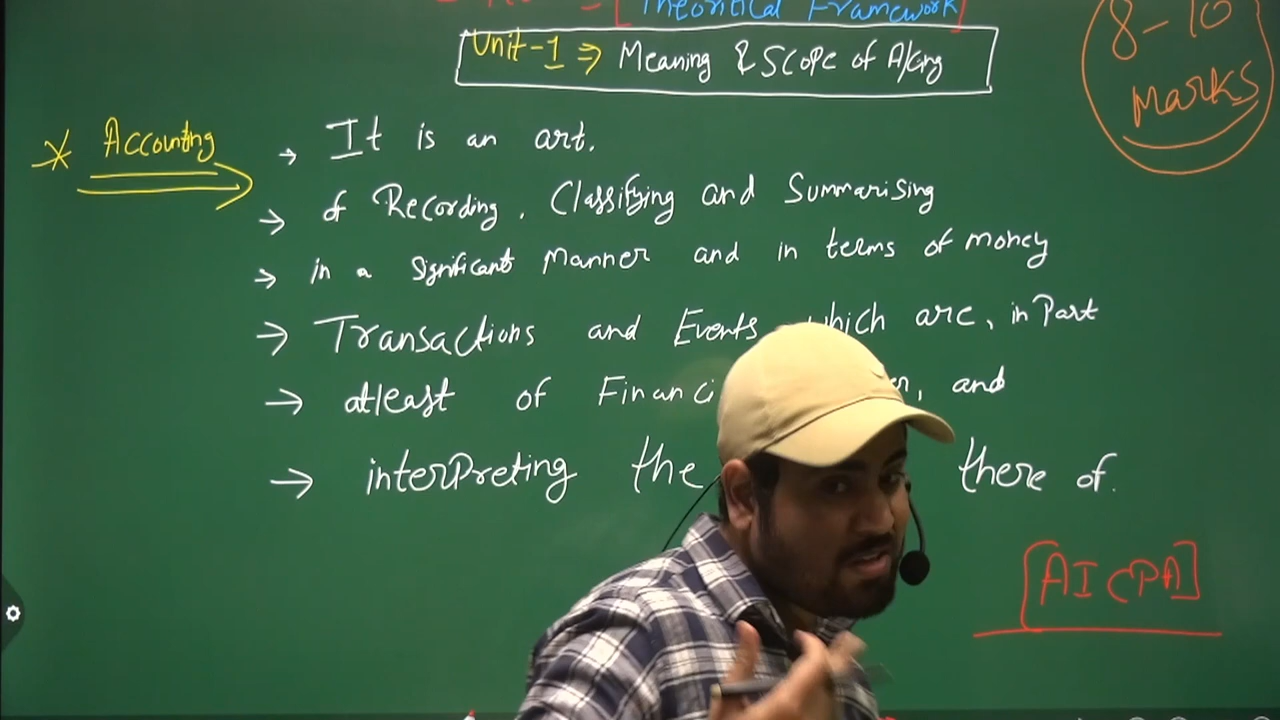 [Theoritical Framework]
Unit-1 ⇒ Meaning & Scope of A/cing
8-10
Marks
* Accounting
→ It is an art.
→ of Recording, Classifying and Summarising
→ in a significant Manner and in terms of money
→ Transactions and Events which are, in Part
→ atleast of Financi and
→ interpreting the there of.
[AICPA]